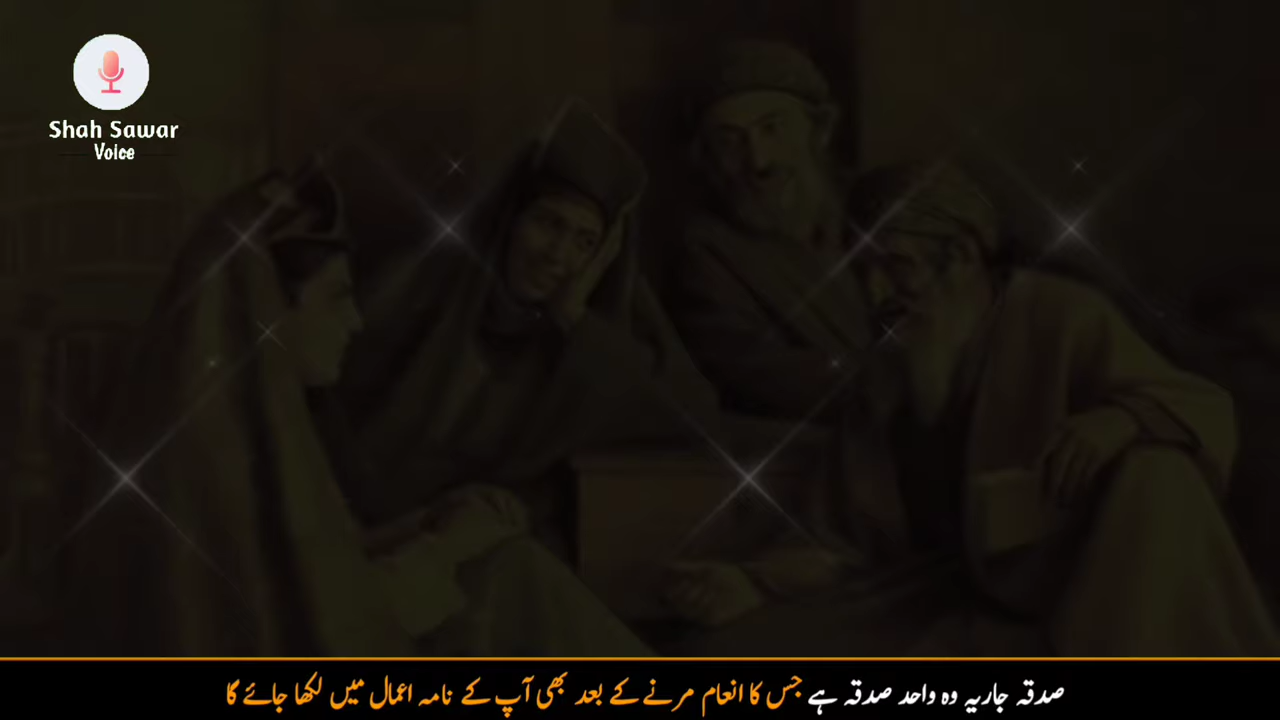 Shah Sawar
Voice
صدقہ جاریہ وہ واحد صدقہ ہے جس کا انعام مرنے کے بعد بھی آپ کے نامہ اعمال میں لکھا جائے گا